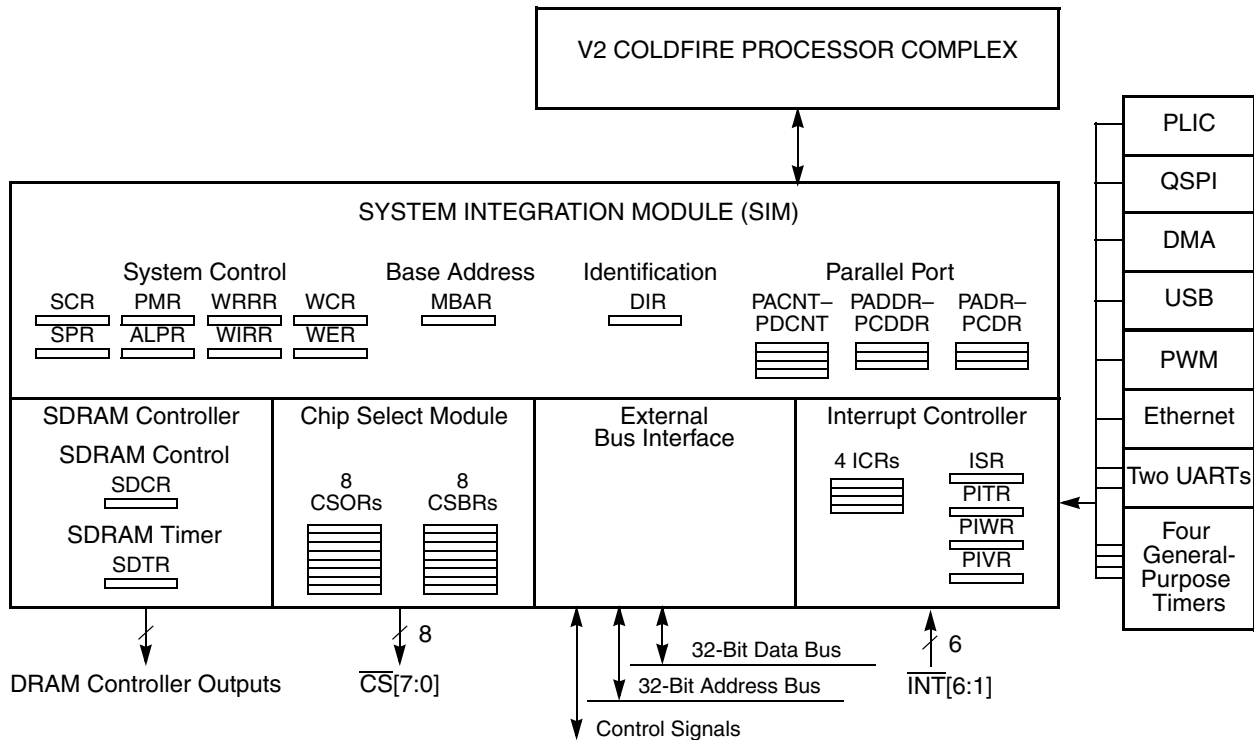 V2 COLDFIRE PROCESSOR COMPLEX
SYSTEM INTEGRATION MODULE (SIM)
System Control
SCR PMR WRRR WCR
SPR ALPR WIRR WER
Base Address
MBAR
Identification
DIR
Parallel Port
PACNT–
PDCNT
PADDR–
PCDDR
PADR–
PCDR
SDRAM Controller
SDRAM Control
SDCR
SDRAM Timer
SDTR
Chip Select Module
8
CSORs
8
CSBRs
External
Bus Interface
Interrupt Controller
4 ICRs
ISR
PITR
PIWR
PIVR
PLIC
QSPI
DMA
USB
PWM
Ethernet
Two UARTs
Four
General-
Purpose
Timers
DRAM Controller Outputs
8
C̅S̅[7:0]
32-Bit Data Bus
32-Bit Address Bus
Control Signals
6
I̅N̅T̅[6:1]